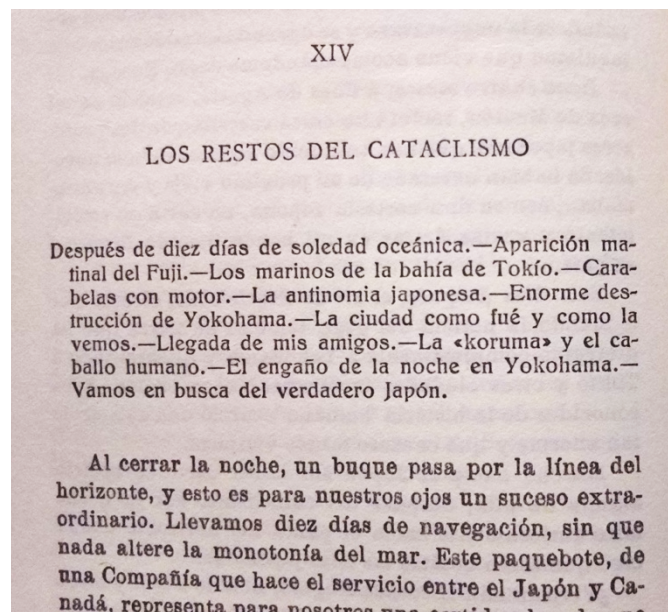 XIV
LOS RESTOS DEL CATACLISMO
Después de diez días de soledad oceánica.—Aparición ma-
tinal del Fuji.—Los marinos de la bahía de Tokío.—Cara-
belas con motor.—La antinomia japonesa.—Enorme des-
trucción de Yokohama.—La ciudad como fué y como la
vemos.—Llegada de mis amigos.—La «koruma» y el ca-
ballo humano.—El engaño de la noche en Yokohama.—
Vamos en busca del verdadero Japón.
Al cerrar la noche, un buque pasa por la línea del
horizonte, y esto es para nuestros ojos un suceso extra-
ordinario. Llevamos diez días de navegación, sin que
nada altere la monotonía del mar. Este paquebote, de
una Compañía que hace el servicio entre el Japón y Ca-
nadá, representa para nosotros una